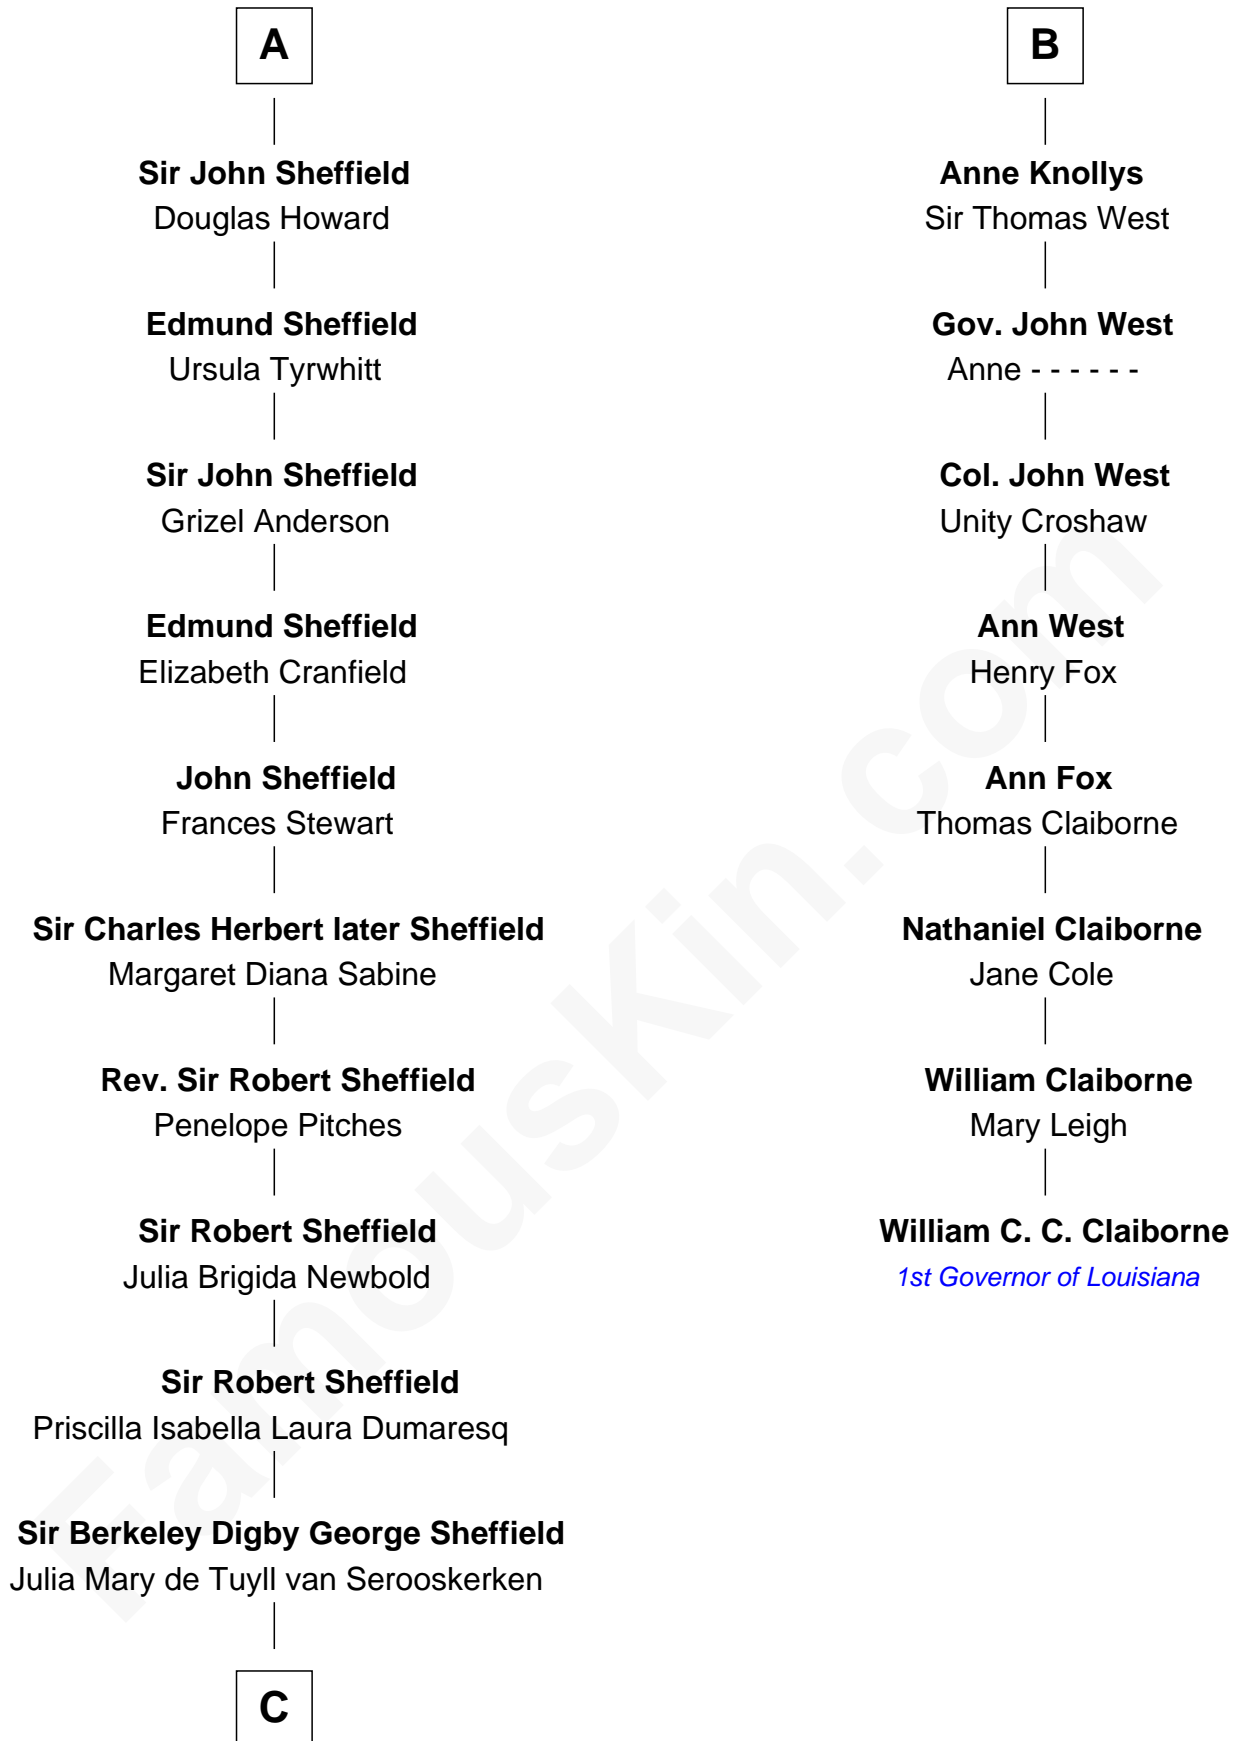 A
Sir John Sheffield
Douglas Howard
Edmund Sheffield
Ursula Tyrwhitt
Sir John Sheffield
Grizel Anderson
Edmund Sheffield
Elizabeth Cranfield
John Sheffield
Frances Stewart
Sir Charles Herbert later Sheffield
Margaret Diana Sabine
Rev. Sir Robert Sheffield
Penelope Pitches
Sir Robert Sheffield
Julia Brigida Newbold
Sir Robert Sheffield
Priscilla Isabella Laura Dumaresq
Sir Berkeley Digby George Sheffield
Julia Mary de Tuyll van Serooskerken
C
B
Anne Knollys
Sir Thomas West
Gov. John West
Anne - - - - - -
Col. John West
Unity Croshaw
Ann West
Henry Fox
Ann Fox
Thomas Claiborne
Nathaniel Claiborne
Jane Cole
William Claiborne
Mary Leigh
William C. C. Claiborne
1st Governor of Louisiana
FamousKin.com